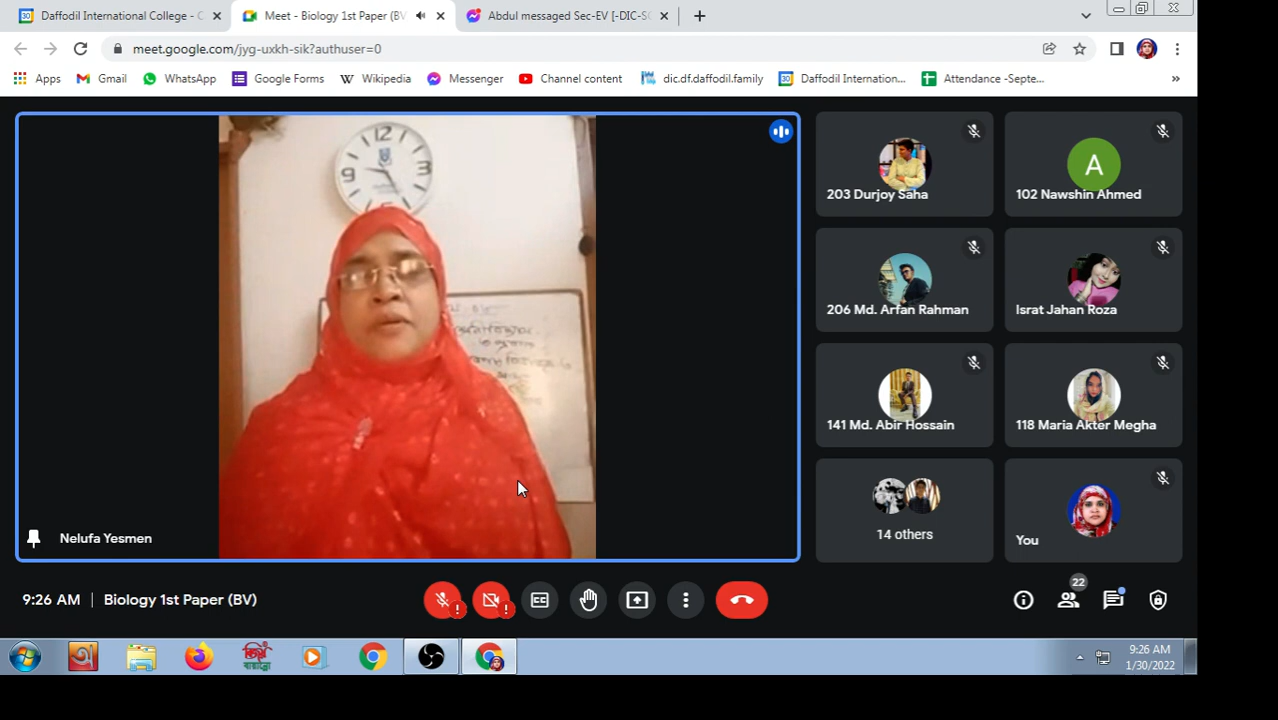 Daffodil International College - C
Meet - Biology 1st Paper (BV)
Abdul messaged Sec-EV [-DIC-SC
meet.google.com/jyg-uxkh-sik?authuser=0
Apps
Gmail
WhatsApp
Google Forms
Wikipedia
Messenger
Channel content
dic.df.daffodil.family
Daffodil Internation...
Attendance -Septe...
12
9
3
203 Durjoy Saha
A
102 Nawshin Ahmed
206 Md. Arfan Rahman
Israt Jahan Roza
141 Md. Abir Hossain
118 Maria Akter Megha
14 others
You
Nelufa Yesmen
9:26 AM
Biology 1st Paper (BV)
22
9:26 AM
1/30/2022